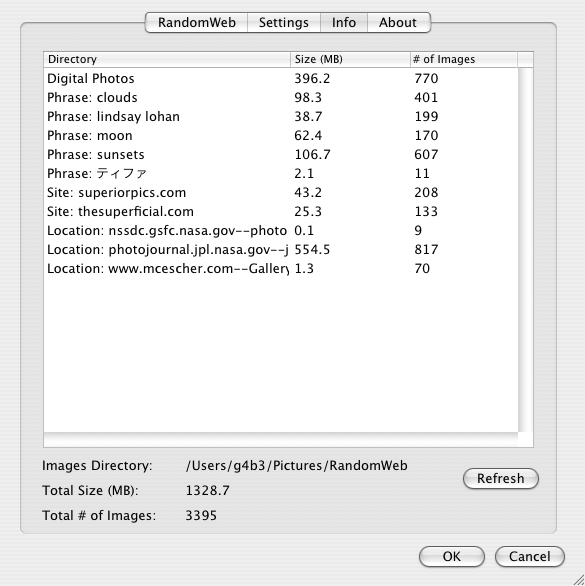 RandomWeb Settings Info About
Directory Size (MB) # of Images
Digital Photos 396.2 770
Phrase: clouds 98.3 401
Phrase: lindsay lohan 38.7 199
Phrase: moon 62.4 170
Phrase: sunsets 106.7 607
Phrase: ティファ 2.1 11
Site: superiorpics.com 43.2 208
Site: thesuperficial.com 25.3 133
Location: nssdc.gsfc.nasa.gov--photo 0.1 9
Location: photojournal.jpl.nasa.gov--j 554.5 817
Location: www.mcescher.com--Gallery 1.3 70
Images Directory: /Users/g4b3/Pictures/RandomWeb
Refresh
Total Size (MB): 1328.7
Total # of Images: 3395
OK Cancel